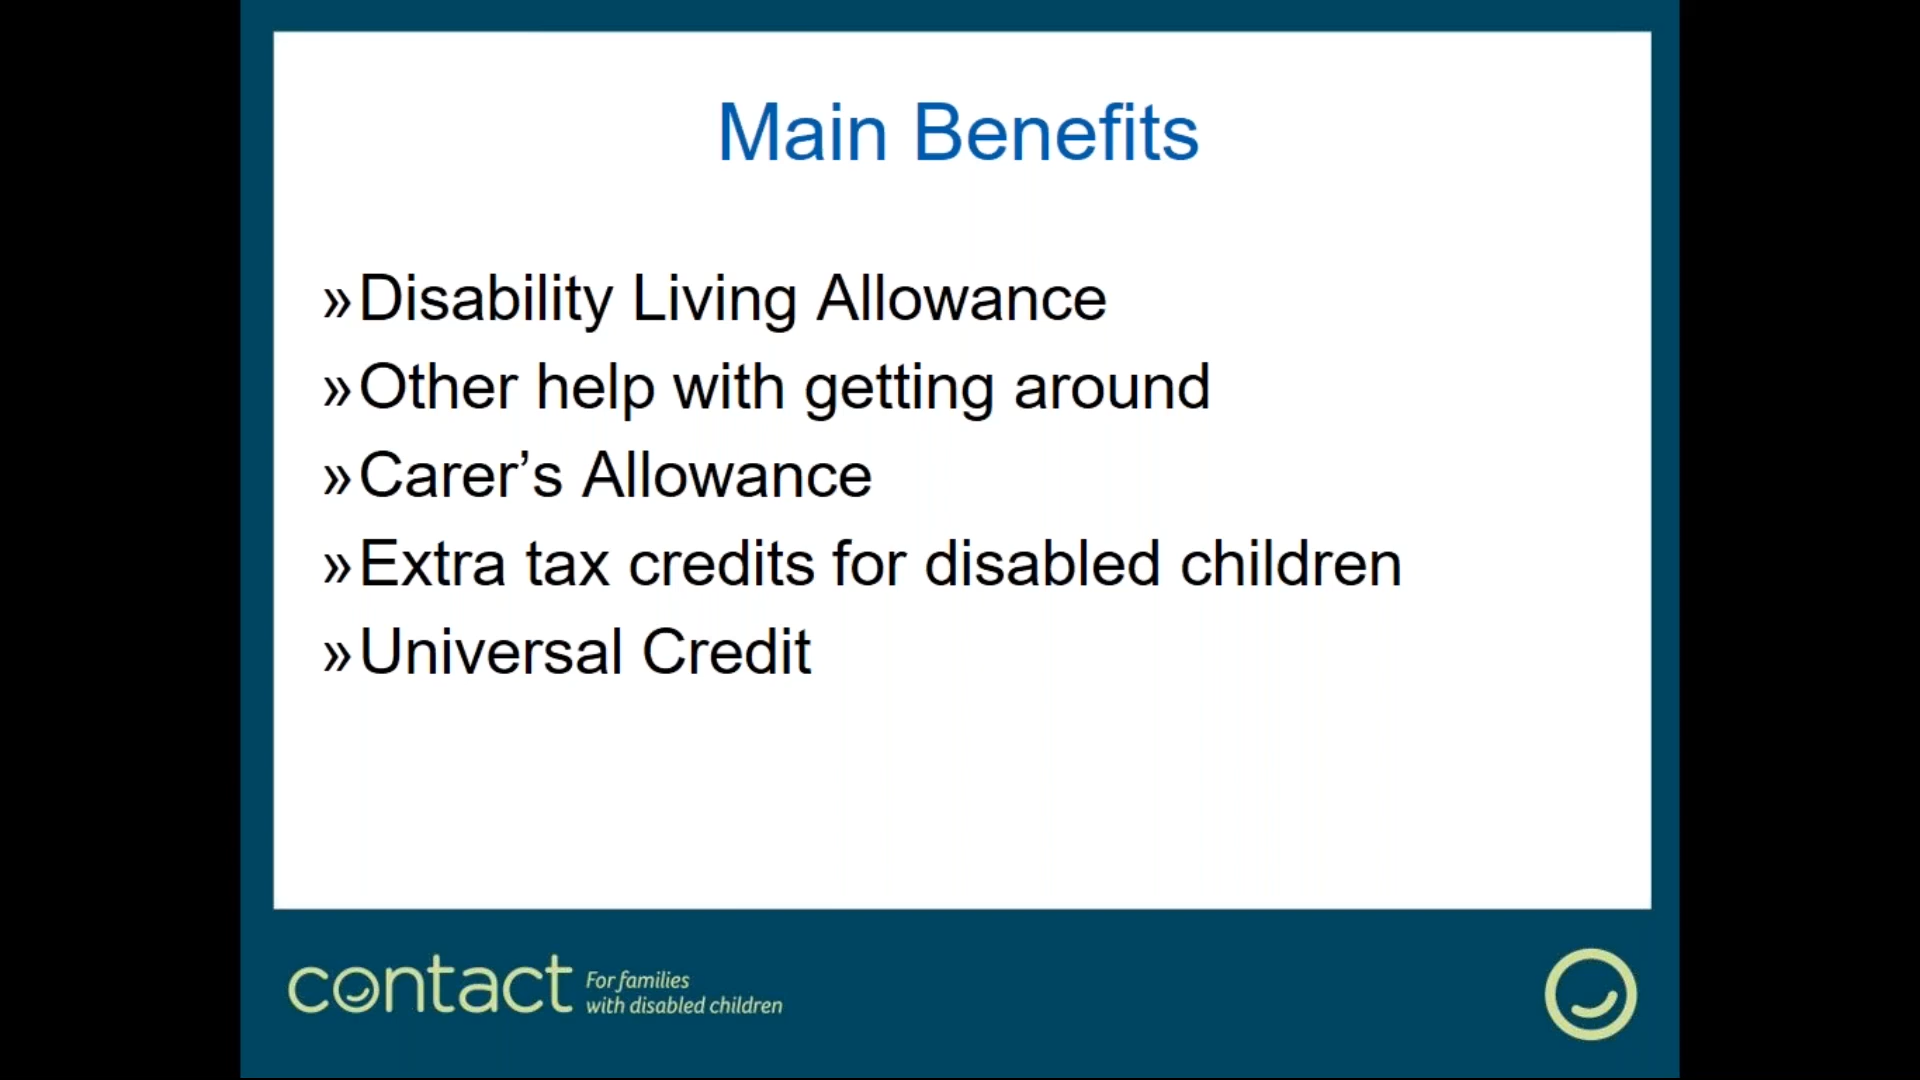 Main Benefits
»Disability Living Allowance
»Other help with getting around
»Carer’s Allowance
»Extra tax credits for disabled children
»Universal Credit
contact
For families
with disabled children